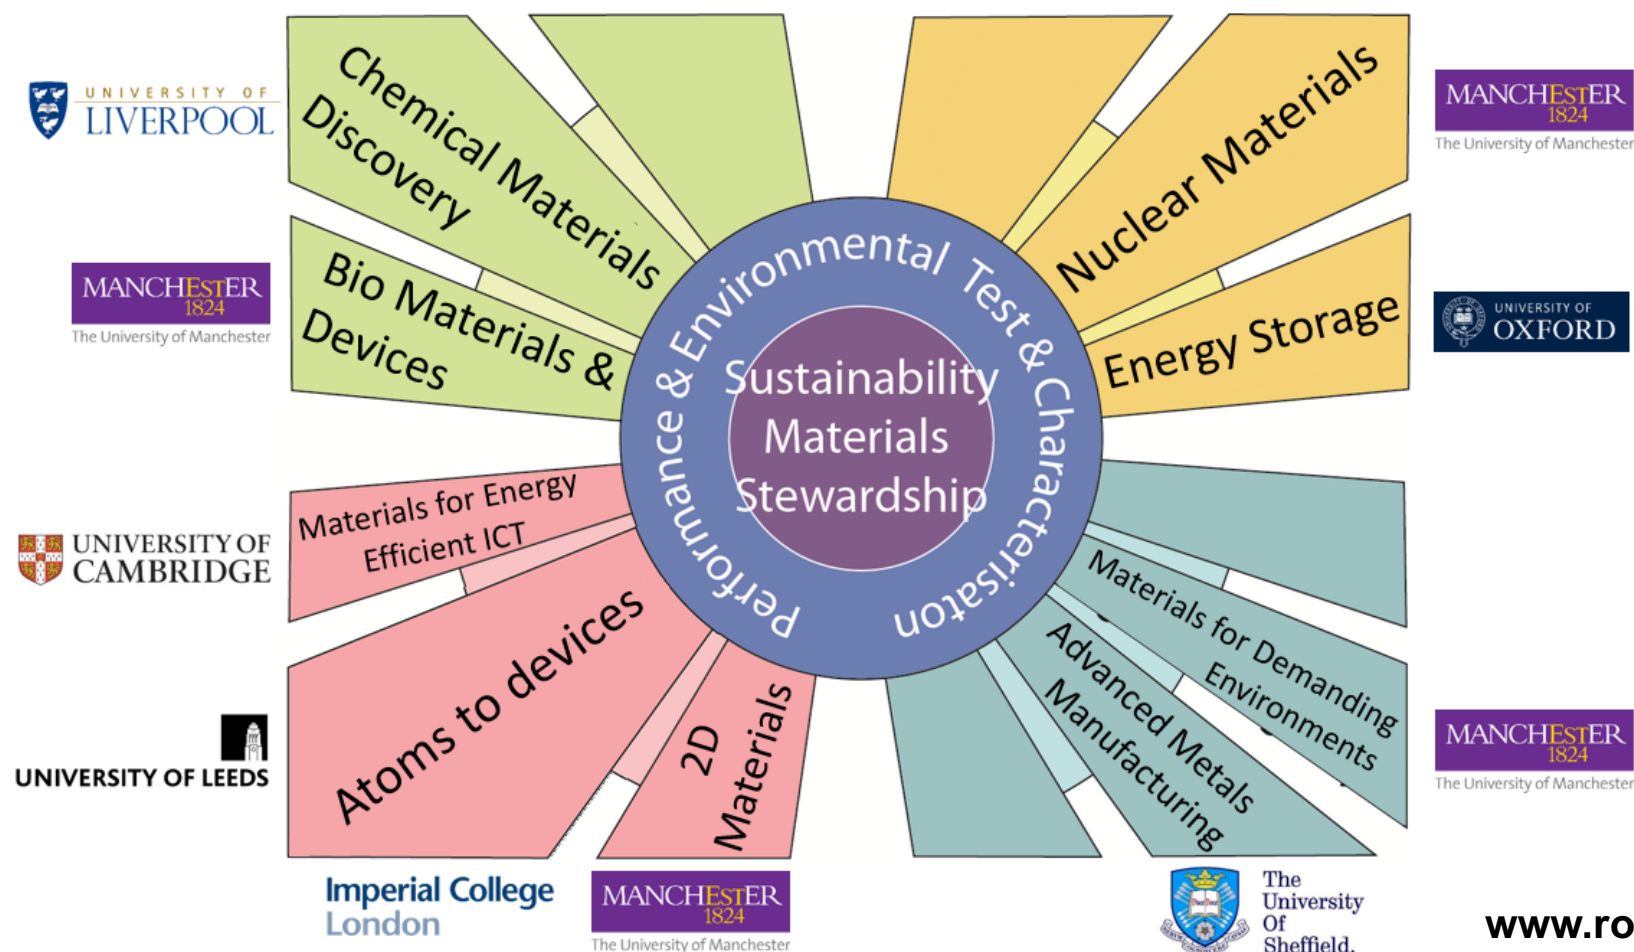 UNIVERSITY OF
LIVERPOOL
Chemical Materials
Discovery
Nuclear Materials
MANCHESTER
1824
The University of Manchester
MANCHESTER
1824
The University of Manchester
Bio Materials &
Devices
Energy Storage
UNIVERSITY OF
OXFORD
Performance & Environmental Test & Characterisaton
Sustainability
Materials
Stewardship
UNIVERSITY OF
CAMBRIDGE
Materials for Energy
Efficient ICT
Materials for Demanding
Environments
UNIVERSITY OF LEEDS
Atoms to devices
2D
Materials
Advanced Metals
Manufacturing
MANCHESTER
1824
The University of Manchester
Imperial College
London
MANCHESTER
1824
The University of Manchester
The
University
Of
Sheffield.
www.ro